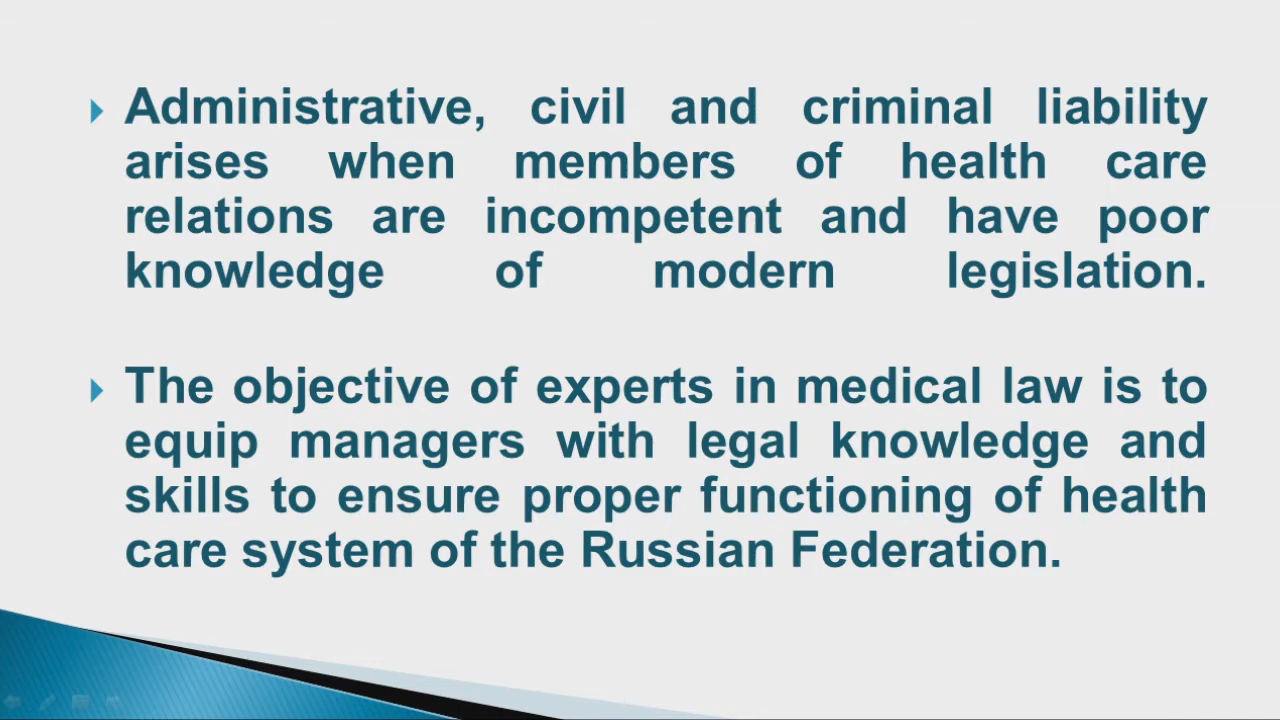 Administrative, civil and criminal liability
arises when members of health care
relations are incompetent and have poor
knowledge of modern legislation.
The objective of experts in medical law is to
equip managers with legal knowledge and
skills to ensure proper functioning of health
care system of the Russian Federation.